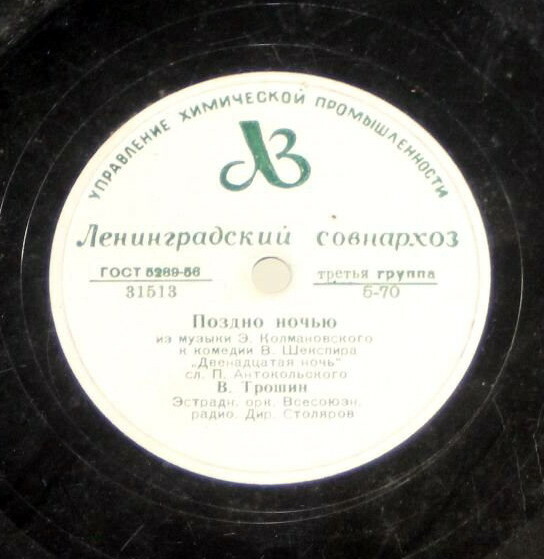 УПРАВЛЕНИЕ ХИМИЧЕСКОЙ ПРОМЫШЛЕННОСТИ
ЛЗ
Ленинградский совнархоз
ГОСТ 5289-56 третья группа
31513 6-70
Поздно ночью
из музыки Э. Колмановского
к комедии В. Шекспира
„Двенадцатая ночь"
сл. П. Антокольского
В. Трошин
Эстрадн. орк. Всесоюзн.
радио. Дир. Столяров